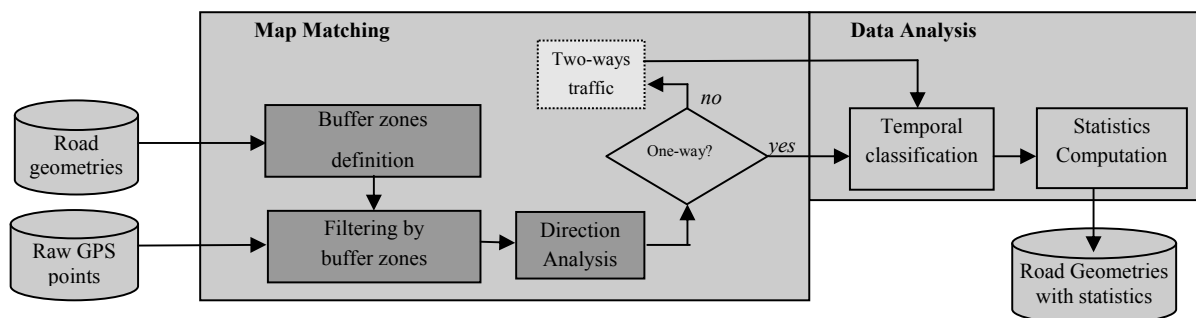 Map Matching
Data Analysis
Two-ways
traffic
no
Road
geometries
Buffer zones
definition
One-way?
yes
Temporal
classification
Statistics
Computation
Raw GPS
points
Filtering by
buffer zones
Direction
Analysis
Road Geometries
with statistics